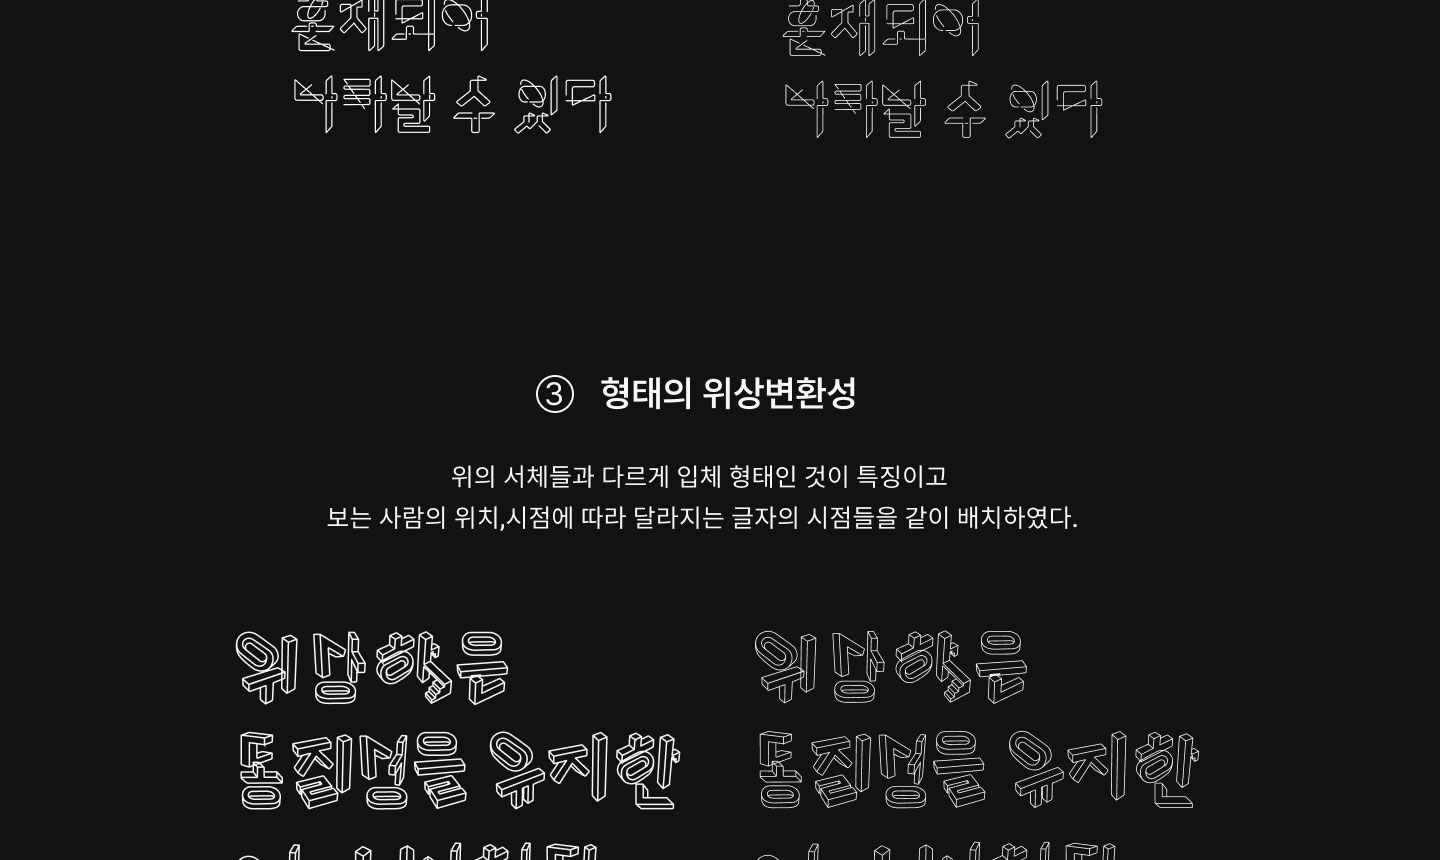 혼재되어
혼재되어
나타날 수 있다
나타날 수 있다
③ 형태의 위상변환성
위의 서체들과 다르게 입체 형태인 것이 특징이고
보는 사람의 위치,시점에 따라 달라지는 글자의 시점들을 같이 배치하였다.
위상학은
위상학은
동질성을 유지한
동질성을 유지한